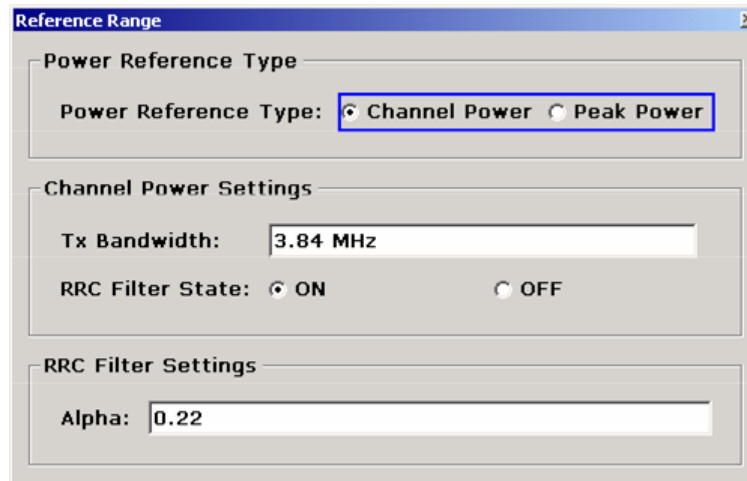 Reference Range
Power Reference Type
Power Reference Type: Channel Power Peak Power
Channel Power Settings
Tx Bandwidth: 3.84 MHz
RRC Filter State: ON OFF
RRC Filter Settings
Alpha: 0.22